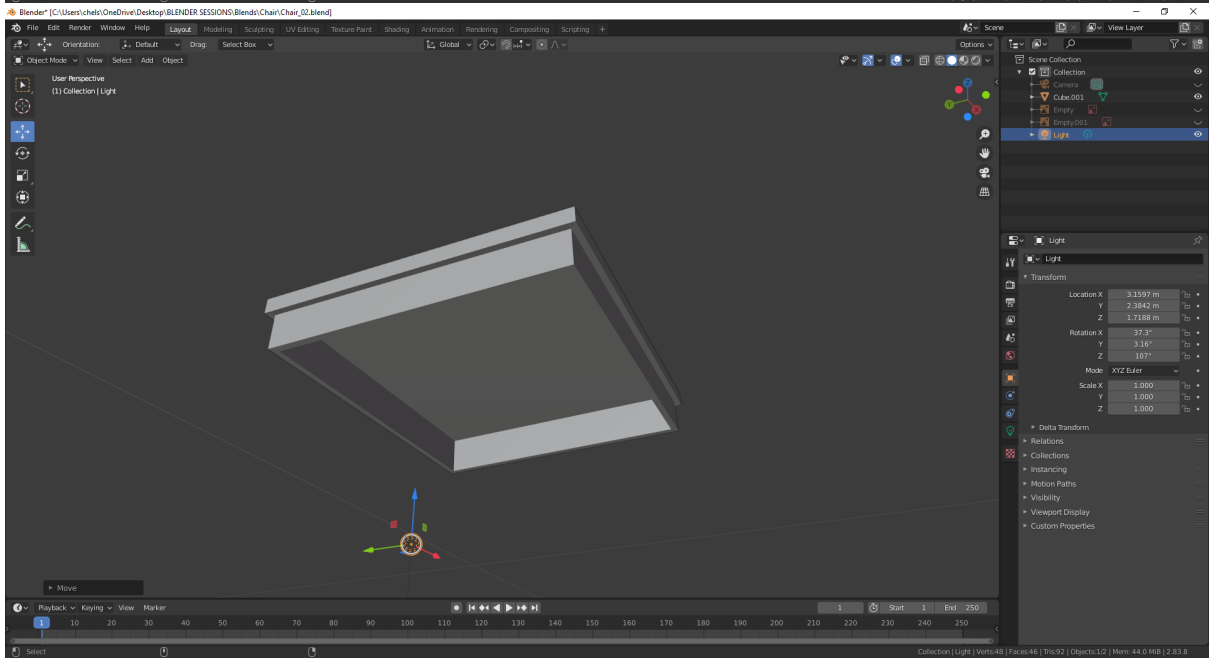 Blender* [C:\Users\chels\OneDrive\Desktop\BLENDER SESSIONS\Blends\Chair\Chair_02.blend]
File Edit Render Window Help Layout Modeling Sculpting UV Editing Texture Paint Shading Animation Rendering Compositing Scripting + Scene View Layer
Orientation: Default Drag: Select Box Global Options
Object Mode View Select Add Object
User Perspective
(1) Collection | Light
Z
Y
X
Scene Collection
Collection
Camera
Cube.001
Empty
Empty.001
Light
Light
Light
Transform
Location X 3.1597 m
Y 2.3842 m
Z 1.7188 m
Rotation X 37.3°
Y 3.16°
Z 107°
Mode XYZ Euler
Scale X 1.000
Y 1.000
Z 1.000
Delta Transform
Relations
Collections
Instancing
Motion Paths
Visibility
Viewport Display
Custom Properties
Move
Playback Keying View Marker 1 Start 1 End 250
1 10 20 30 40 50 60 70 80 90 100 110 120 130 140 150 160 170 180 190 200 210 220 230 240 250
Select
Collection | Light | Verts:48 | Faces:46 | Tris:92 | Objects:1/2 | Mem: 44.0 MiB | 2.83.8